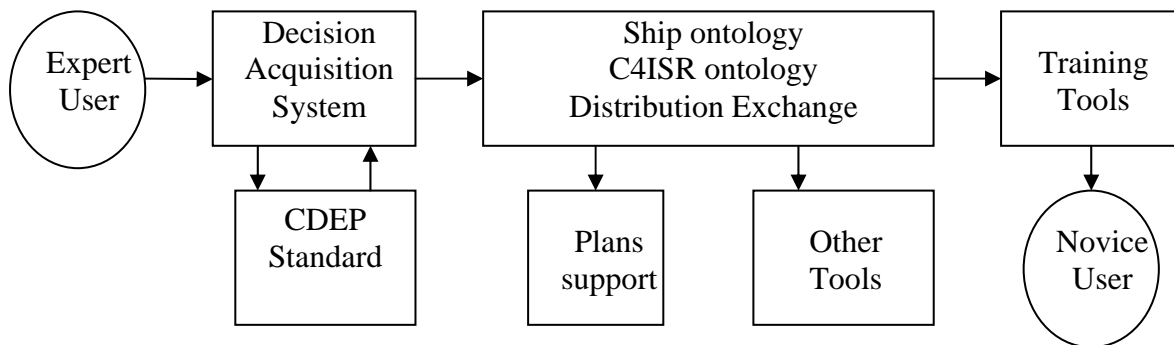 Expert
User
Decision
Acquisition
System
Ship ontology
C4ISR ontology
Distribution Exchange
Training
Tools
CDEP
Standard
Plans
support
Other
Tools
Novice
User